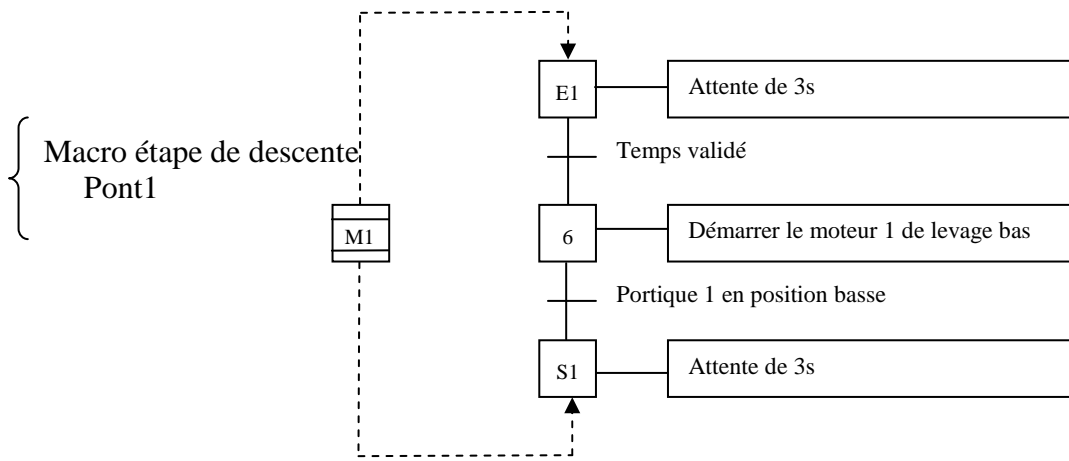 E1
Attente de 3s
Temps validé
Macro étape de descente
Pont1
M1
6
Démarrer le moteur 1 de levage bas
Portique 1 en position basse
S1
Attente de 3s